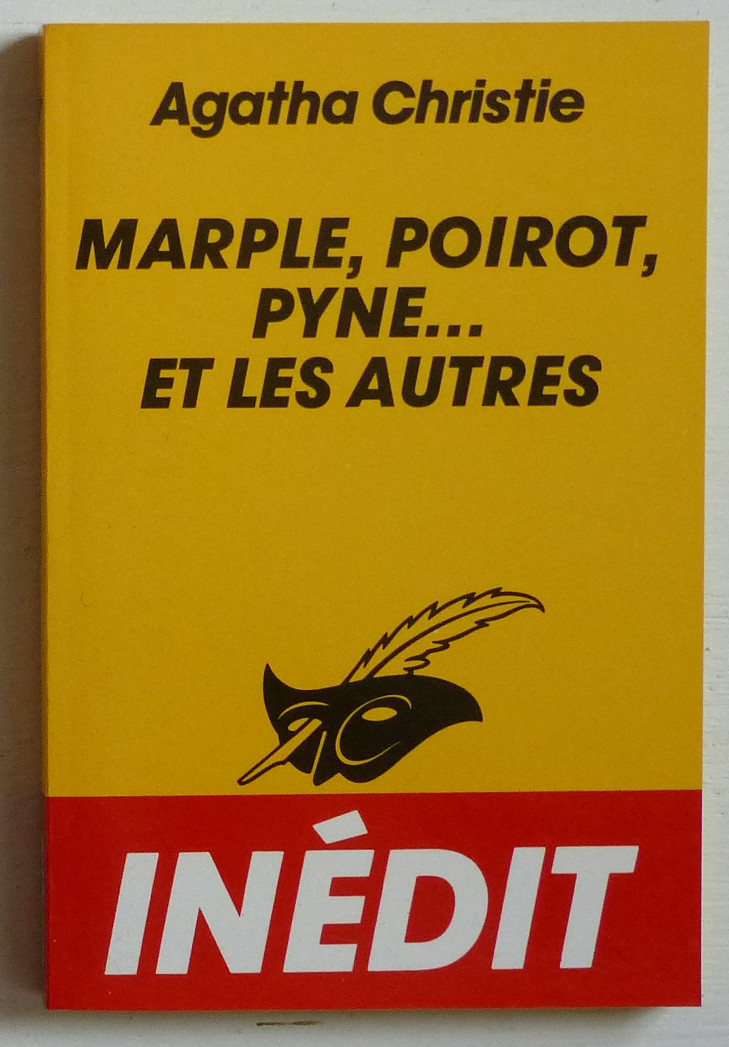 Agatha Christie
MARPLE, POIROT,
PYNE...
ET LES AUTRES
INÉDIT